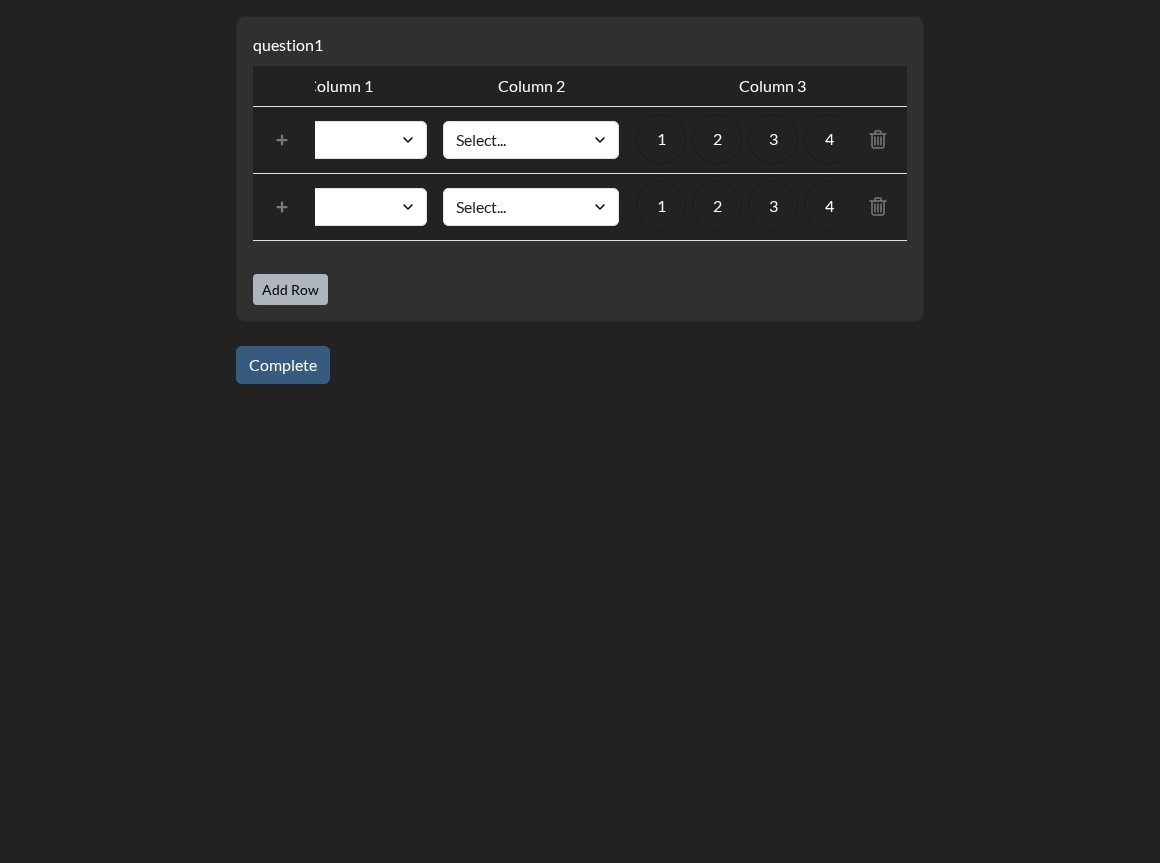 question1
Column 1 Column 2 Column 3
Select... 1 2 3 4
Select... 1 2 3 4
Add Row
Complete